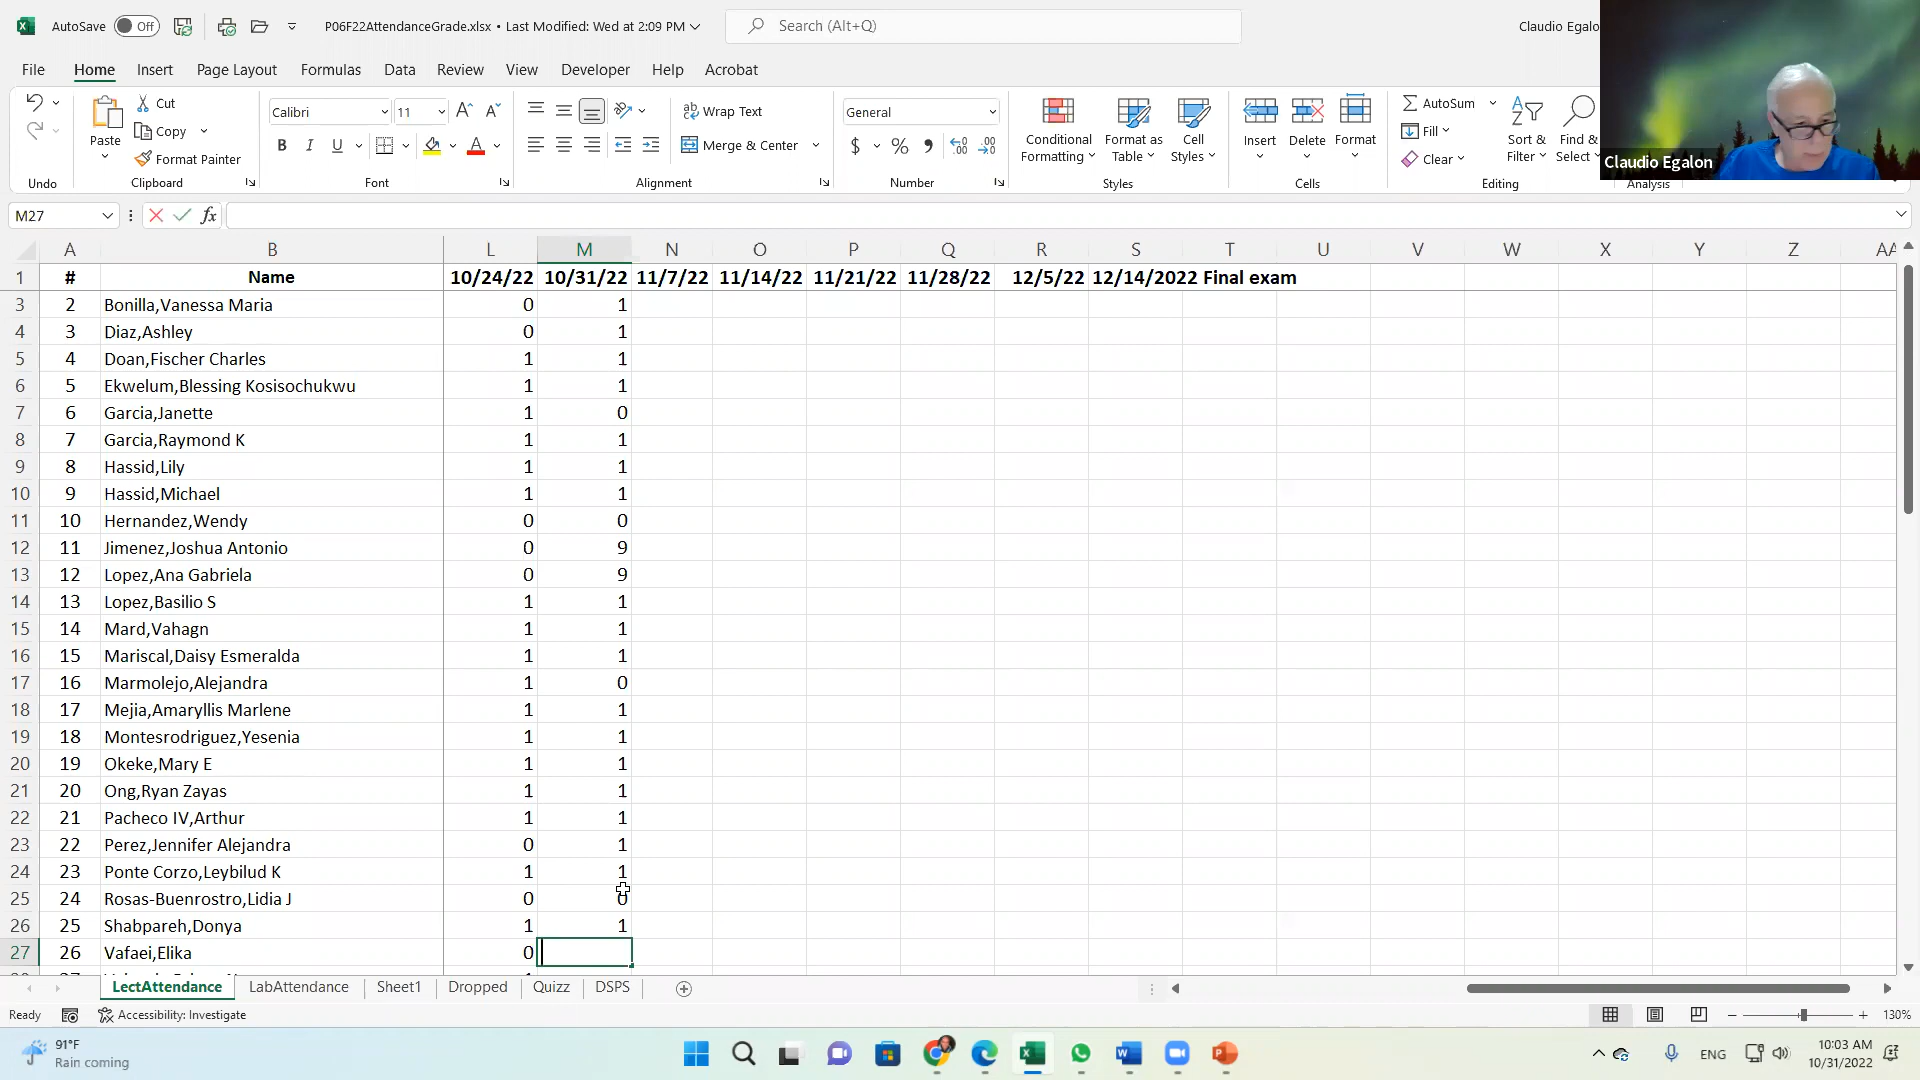 AutoSave Off P06F22AttendanceGrade.xlsx • Last Modified: Wed at 2:09 PM Search (Alt+Q) Claudio Egalon
File Home Insert Page Layout Formulas Data Review View Developer Help Acrobat
Cut
Copy
Format Painter
Paste
Calibri 11
B I U
Wrap Text
Merge & Center
General
$ % ,
Conditional Formatting
Format as Table
Cell Styles
Insert Delete Format
AutoSum
Fill
Clear
Sort & Filter
Find & Select
Claudio Egalon
Undo Clipboard Font Alignment Number Styles Cells Editing Analysis
M27 fx
A B L M N O P Q R S T U V W X Y Z AA
1 # Name 10/24/22 10/31/22 11/7/22 11/14/22 11/21/22 11/28/22 12/5/22 12/14/2022 Final exam
3 2 Bonilla,Vanessa Maria 0 1
4 3 Diaz,Ashley 0 1
5 4 Doan,Fischer Charles 1 1
6 5 Ekwelum,Blessing Kosisochukwu 1 1
7 6 Garcia,Janette 1 0
8 7 Garcia,Raymond K 1 1
9 8 Hassid,Lily 1 1
10 9 Hassid,Michael 1 1
11 10 Hernandez,Wendy 0 0
12 11 Jimenez,Joshua Antonio 0 9
13 12 Lopez,Ana Gabriela 0 9
14 13 Lopez,Basilio S 1 1
15 14 Mard,Vahagn 1 1
16 15 Mariscal,Daisy Esmeralda 1 1
17 16 Marmolejo,Alejandra 1 0
18 17 Mejia,Amaryllis Marlene 1 1
19 18 Montesrodriguez,Yesenia 1 1
20 19 Okeke,Mary E 1 1
21 20 Ong,Ryan Zayas 1 1
22 21 Pacheco IV,Arthur 1 1
23 22 Perez,Jennifer Alejandra 0 1
24 23 Ponte Corzo,Leybilud K 1 1
25 24 Rosas-Buenrostro,Lidia J 0 0
26 25 Shabpareh,Donya 1 1
27 26 Vafaei,Elika 0
LectAttendance LabAttendance Sheet1 Dropped Quizz DSPS
Ready Accessibility: Investigate 130%
91°F
Rain coming
ENG
10:03 AM
10/31/2022